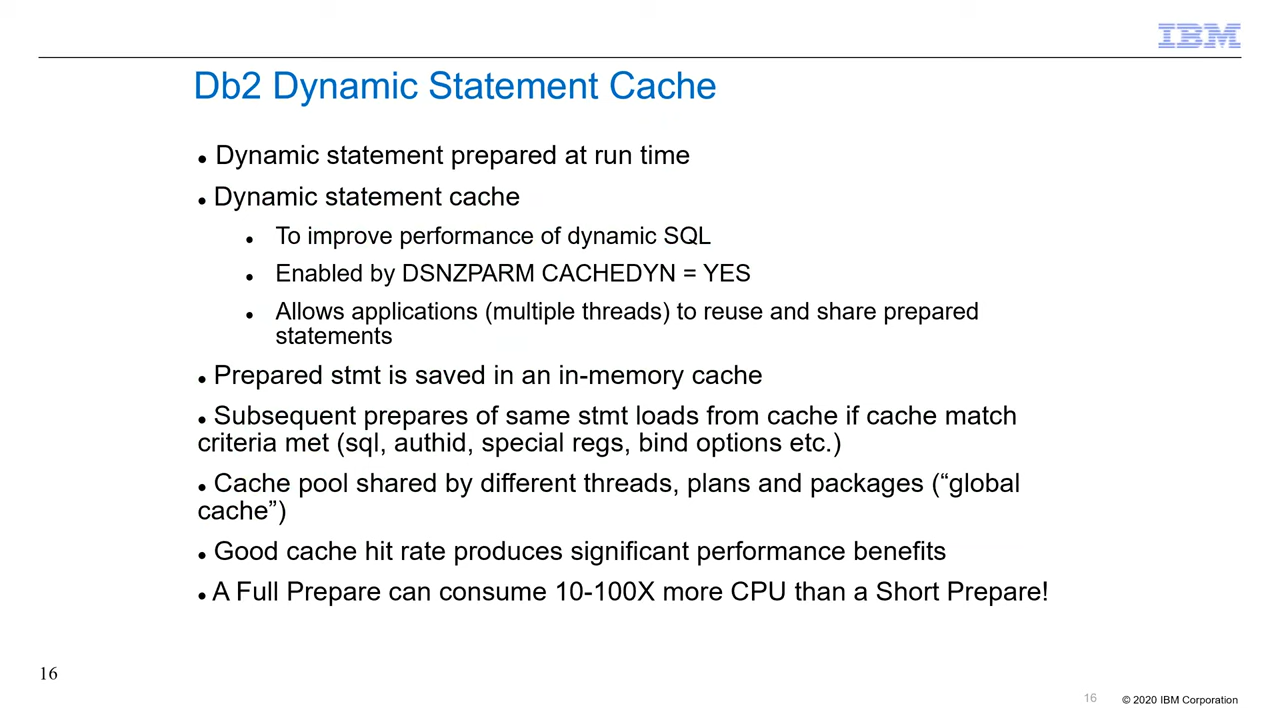 IBM
Db2 Dynamic Statement Cache
● Dynamic statement prepared at run time
● Dynamic statement cache
● To improve performance of dynamic SQL
● Enabled by DSNZPARM CACHEDYN = YES
● Allows applications (multiple threads) to reuse and share prepared
statements
● Prepared stmt is saved in an in-memory cache
● Subsequent prepares of same stmt loads from cache if cache match
criteria met (sql, authid, special regs, bind options etc.)
● Cache pool shared by different threads, plans and packages (“global
cache”)
● Good cache hit rate produces significant performance benefits
● A Full Prepare can consume 10-100X more CPU than a Short Prepare!
16
16
© 2020 IBM Corporation